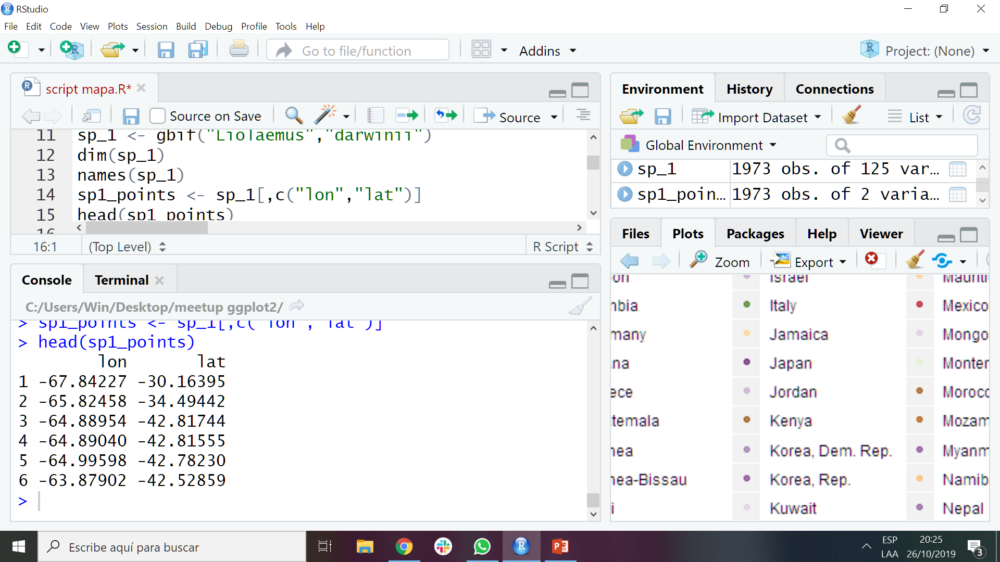 RStudio
File Edit Code View Plots Session Build Debug Profile Tools Help
Go to file/function
Addins
Project: (None)
script mapa.R*
Source on Save
Source
11 sp_1 <- gbif("Liolaemus","darwinii")
12 dim(sp_1)
13 names(sp_1)
14 sp1_points <- sp_1[,c("lon","lat")]
15 head(sp1_points)
16
16:1 (Top Level) R Script
Console Terminal
C:/Users/Win/Desktop/meetup ggplot2/
> sp1_points <- sp_1[,c("lon","lat")]
> head(sp1_points)
lon lat
1 -67.84227 -30.16395
2 -65.82458 -34.49442
3 -64.88954 -42.81744
4 -64.89040 -42.81555
5 -64.99598 -42.78230
6 -63.87902 -42.52859
>
Environment History Connections
Import Dataset List
Global Environment
sp_1 1973 obs. of 125 var...
sp1_poin... 1973 obs. of 2 varia...
Files Plots Packages Help Viewer
Zoom Export
on Israel Mauriti
nbia Italy Mexico
many Jamaica Mongo
na Japan Monten
ece Jordan Morocc
temala Kenya Mozam
nea Korea, Dem. Rep. Myanm
nea-Bissau Korea, Rep. Namib
i Kuwait Nepal
Escribe aquí para buscar
ESP 20:25
LAA 26/10/2019
3